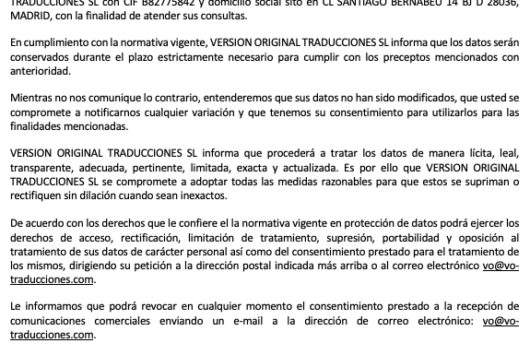 TRADUCCIONES SL con CIF B82775842 y domicilio social sito en CL SANTIAGO BERNABEU 14 BJ D 28036,
MADRID, con la finalidad de atender sus consultas.
En cumplimiento con la normativa vigente, VERSION ORIGINAL TRADUCCIONES SL informa que los datos serán
conservados durante el plazo estrictamente necesario para cumplir con los preceptos mencionados con
anterioridad.
Mientras no nos comunique lo contrario, entenderemos que sus datos no han sido modificados, que usted se
compromete a notificarnos cualquier variación y que tenemos su consentimiento para utilizarlos para las
finalidades mencionadas.
VERSION ORIGINAL TRADUCCIONES SL informa que procederá a tratar los datos de manera lícita, leal,
transparente, adecuada, pertinente, limitada, exacta y actualizada. Es por ello que VERSION ORIGINAL
TRADUCCIONES SL se compromete a adoptar todas las medidas razonables para que estos se supriman o
rectifiquen sin dilación cuando sean inexactos.
De acuerdo con los derechos que le confiere el la normativa vigente en protección de datos podrá ejercer los
derechos de acceso, rectificación, limitación de tratamiento, supresión, portabilidad y oposición al
tratamiento de sus datos de carácter personal así como del consentimiento prestado para el tratamiento de
los mismos, dirigiendo su petición a la dirección postal indicada más arriba o al correo electrónico vo@vo-
traducciones.com.
Le informamos que podrá revocar en cualquier momento el consentimiento prestado a la recepción de
comunicaciones comerciales enviando un e-mail a la dirección de correo electrónico: vo@vo-
traducciones.com.